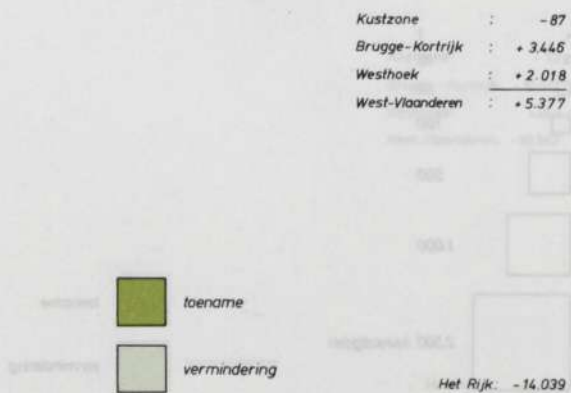 Kustzone : -87
Brugge-Kortrijk : + 3.446
Westhoek : + 2.018
West-Vlaanderen : + 5.377
toename
vermindering
Het Rijk: -14.039